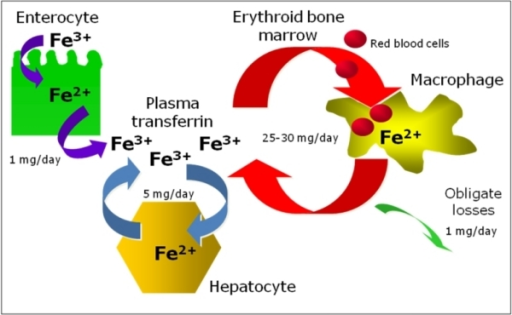 Enterocyte
Fe3+
Fe2+
1 mg/day
Plasma
transferrin
Fe3+
Fe3+
Fe3+
5 mg/day
Fe2+
Hepatocyte
Erythroid bone
marrow
Red blood cells
25-30 mg/day
Macrophage
Fe2+
Obligate
losses
1 mg/day